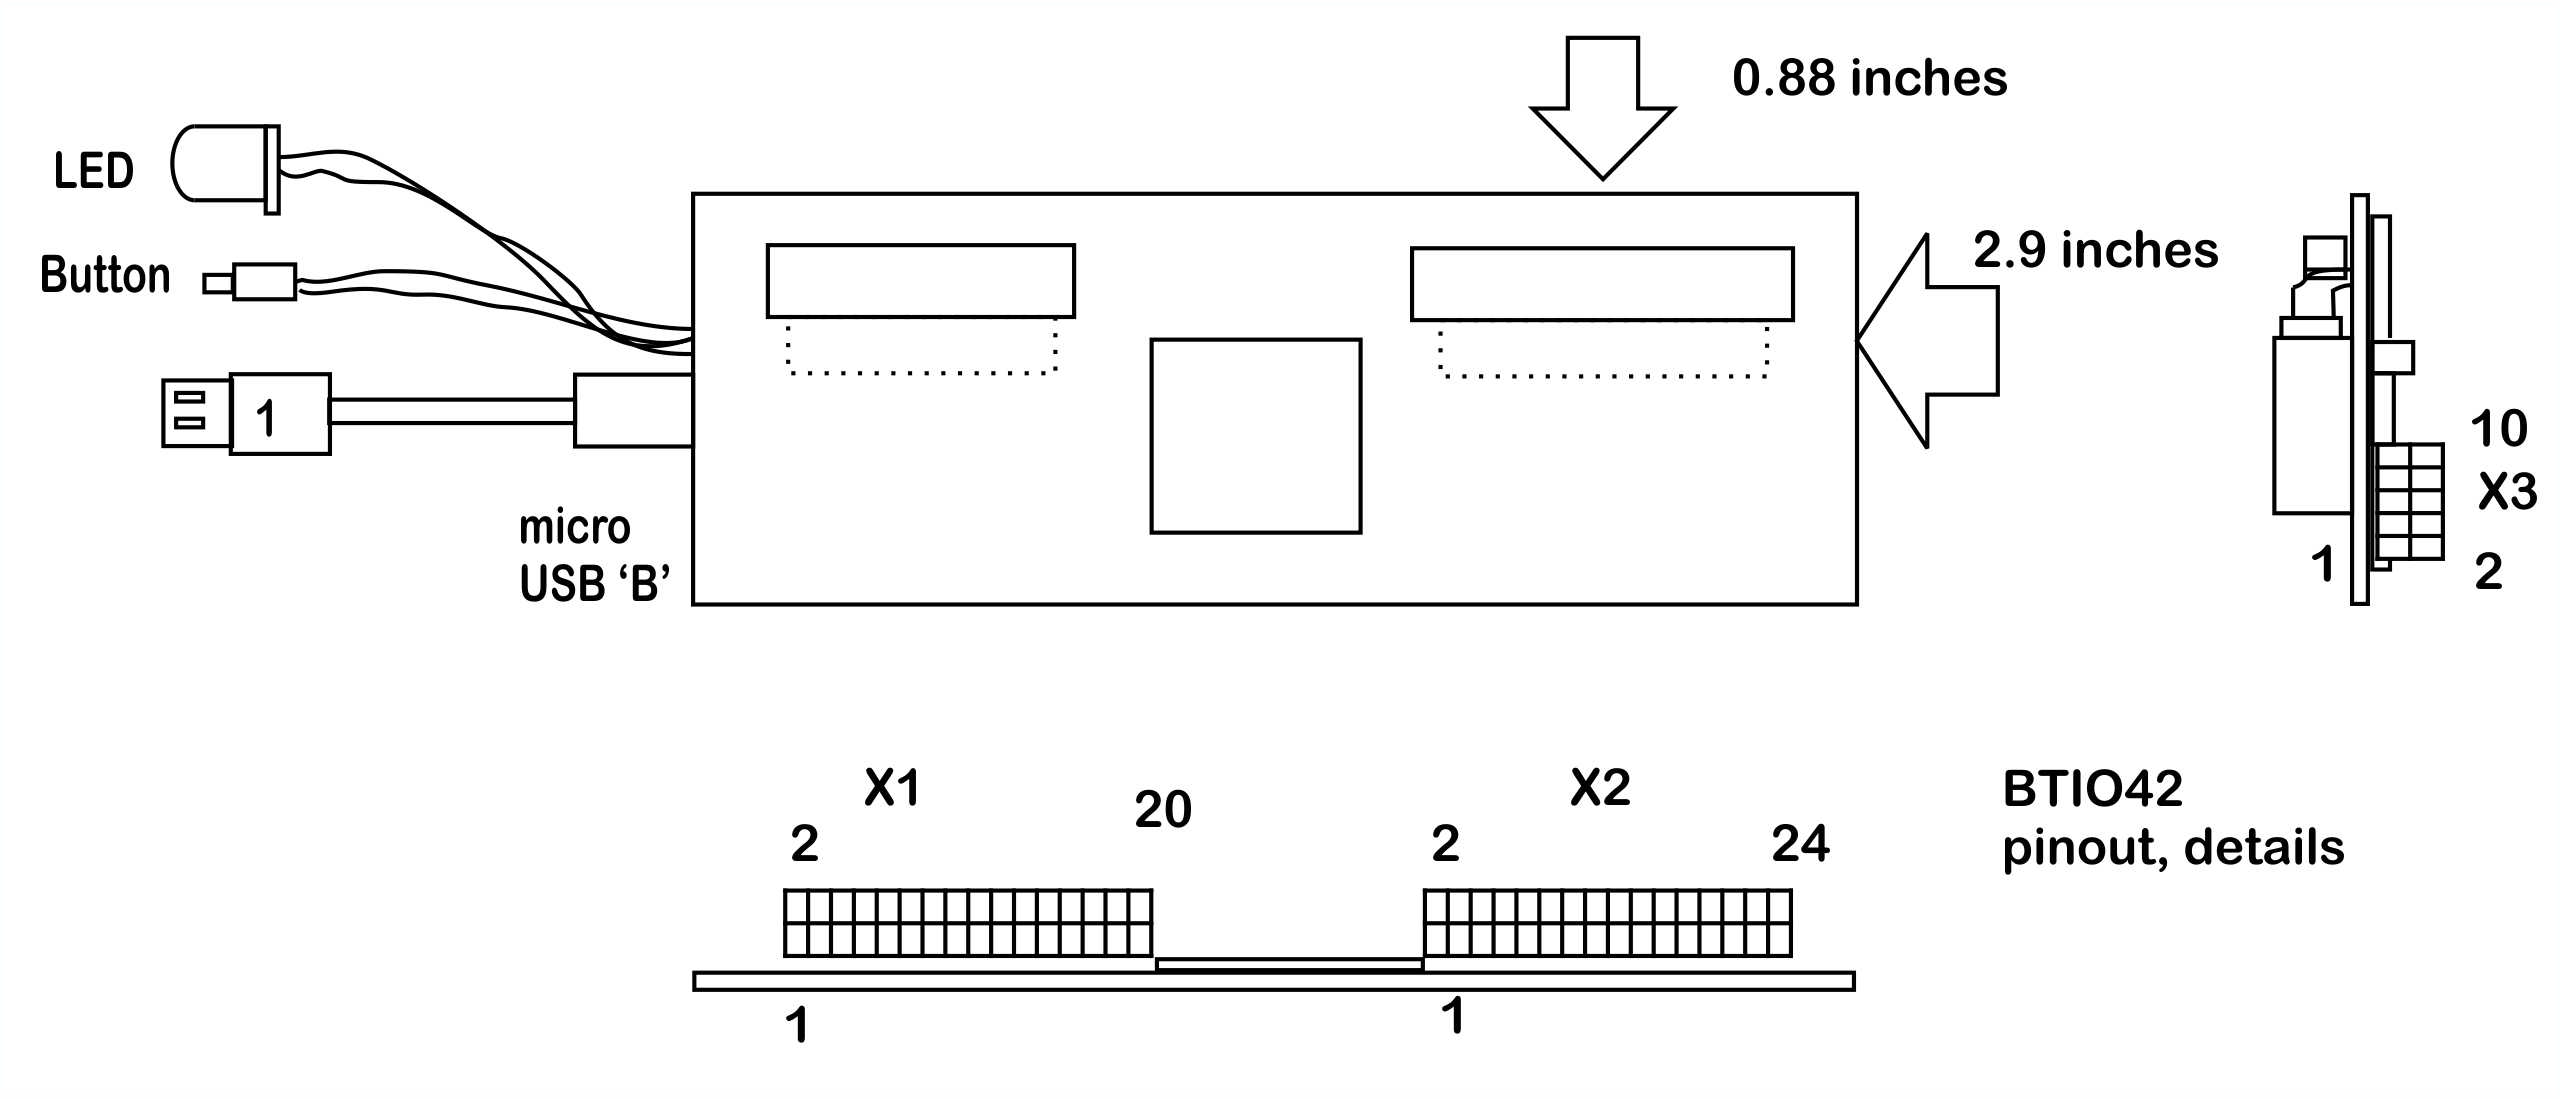 0.88 inches
LED
2.9 inches
Button
1
10
X3
micro
USB ‘B’
1
2
X1
X2
BTIO42
20
2
2
24
pinout, details
1
1